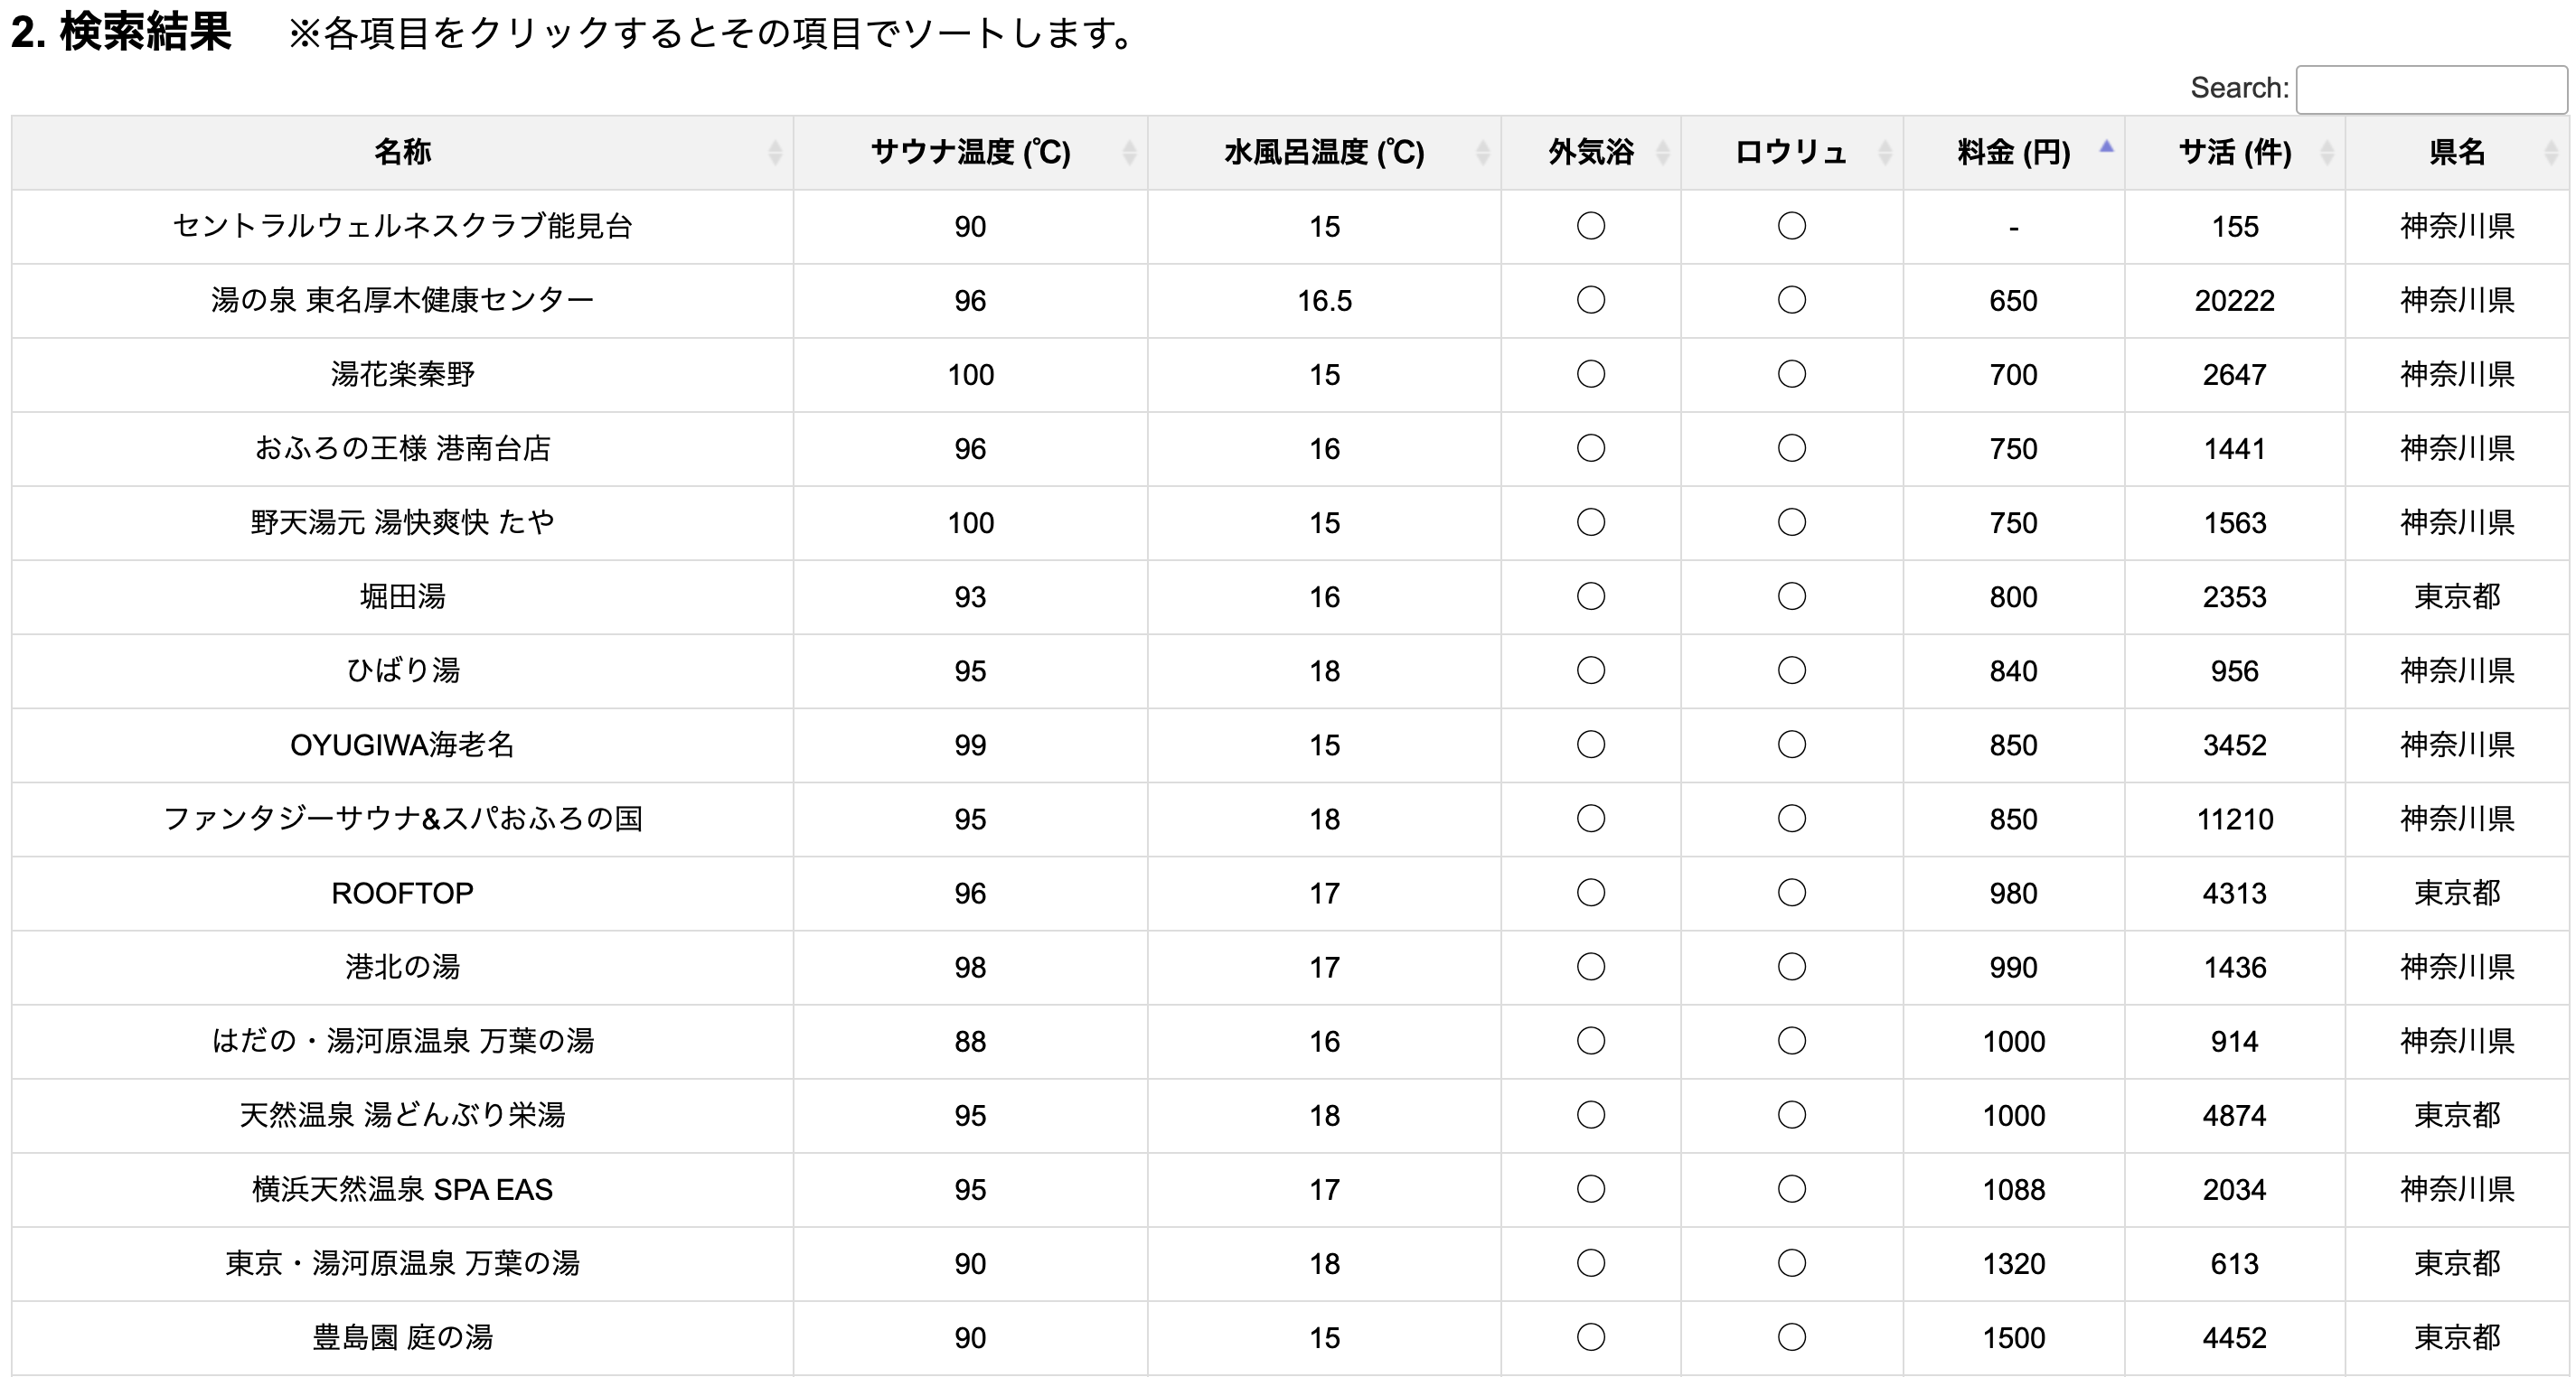 2. 検索結果 ※各項目をクリックするとその項目でソートします。
Search:
名称 サウナ温度 (℃) 水風呂温度 (℃) 外気浴 ロウリュ 料金 (円) サ活 (件) 県名
セントラルウェルネスクラブ能見台 90 15 ◯ ◯ - 155 神奈川県
湯の泉 東名厚木健康センター 96 16.5 ◯ ◯ 650 20222 神奈川県
湯花楽秦野 100 15 ◯ ◯ 700 2647 神奈川県
おふろの王様 港南台店 96 16 ◯ ◯ 750 1441 神奈川県
野天湯元 湯快爽快 たや 100 15 ◯ ◯ 750 1563 神奈川県
堀田湯 93 16 ◯ ◯ 800 2353 東京都
ひばり湯 95 18 ◯ ◯ 840 956 神奈川県
OYUGIWA海老名 99 15 ◯ ◯ 850 3452 神奈川県
ファンタジーサウナ&スパおふろの国 95 18 ◯ ◯ 850 11210 神奈川県
ROOFTOP 96 17 ◯ ◯ 980 4313 東京都
港北の湯 98 17 ◯ ◯ 990 1436 神奈川県
はだの・湯河原温泉 万葉の湯 88 16 ◯ ◯ 1000 914 神奈川県
天然温泉 湯どんぶり栄湯 95 18 ◯ ◯ 1000 4874 東京都
横浜天然温泉 SPA EAS 95 17 ◯ ◯ 1088 2034 神奈川県
東京・湯河原温泉 万葉の湯 90 18 ◯ ◯ 1320 613 東京都
豊島園 庭の湯 90 15 ◯ ◯ 1500 4452 東京都